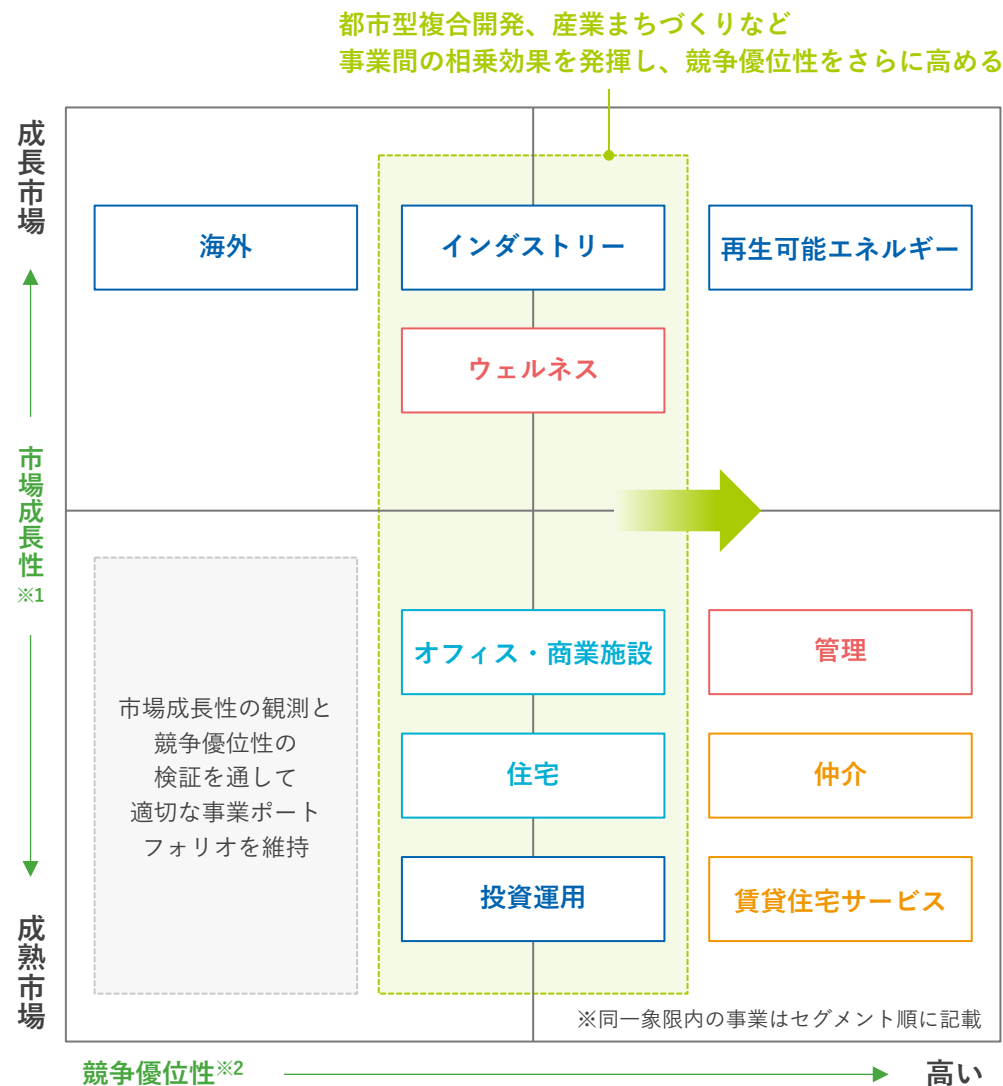 都市型複合開発、産業まちづくりなど
事業間の相乗効果を発揮し、競争優位性をさらに高める
成長市場
海外
インダストリー
再生可能エネルギー
ウェルネス
市場成長性
※1
オフィス・商業施設
管理
市場成長性の観測と
競争優位性の
検証を通して
適切な事業ポート
フォリオを維持
住宅
仲介
投資運用
賃貸住宅サービス
成熟市場
※同一象限内の事業はセグメント順に記載
競争優位性※2
高い